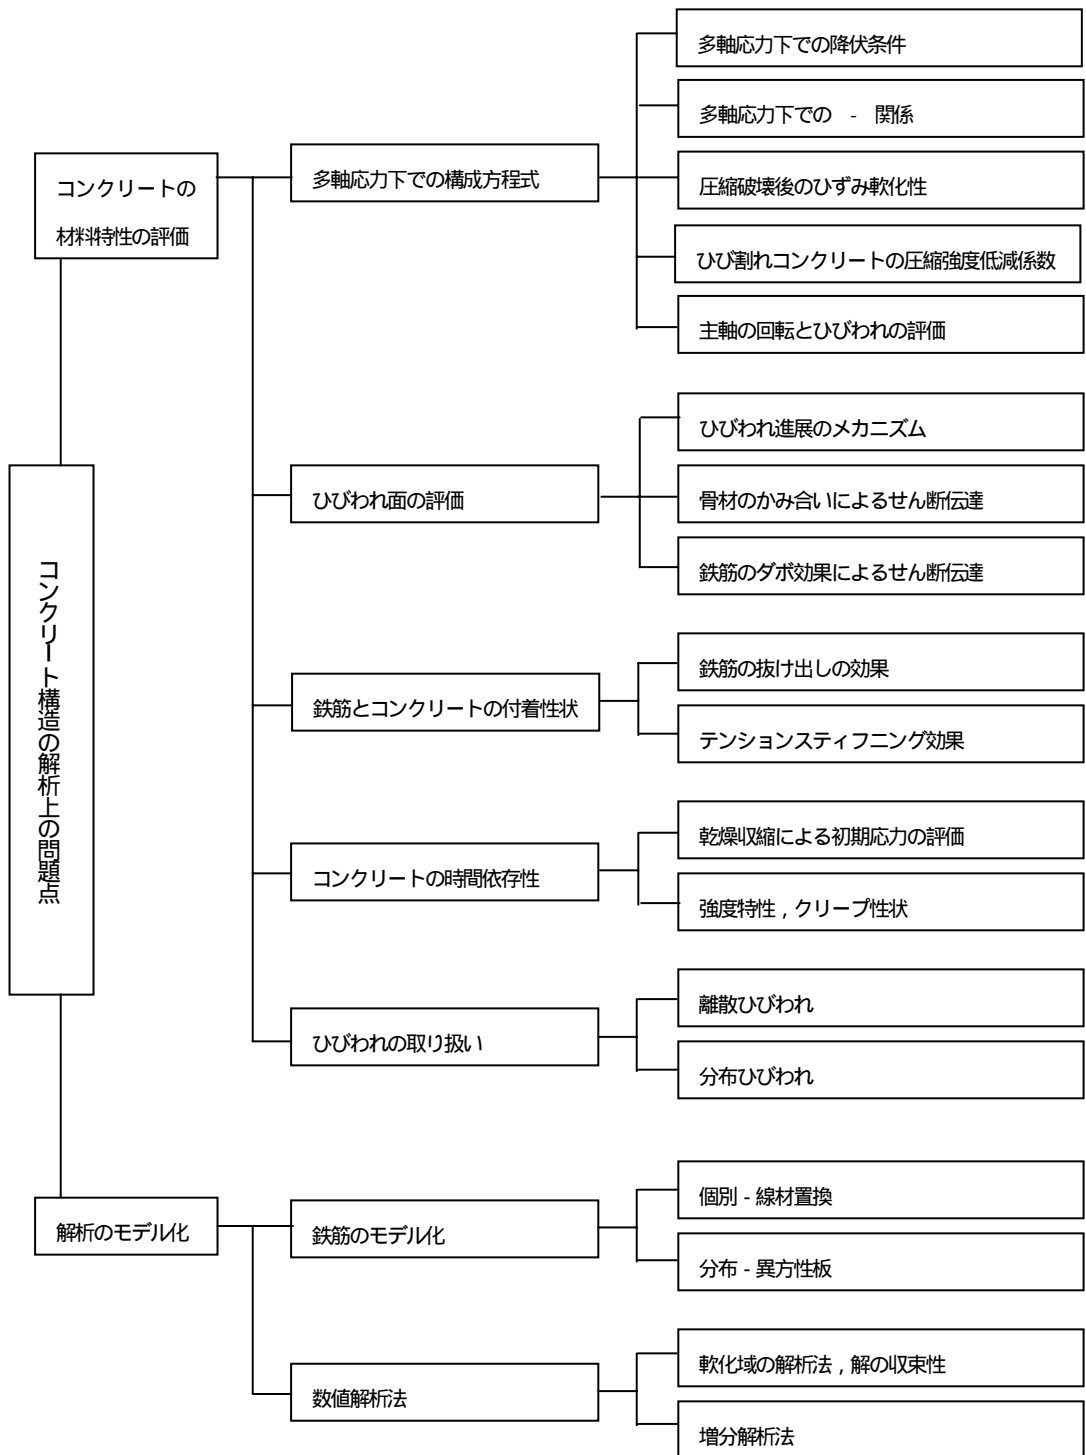 コンクリート構造の解析上の問題点
コンクリートの
材料特性の評価
多軸応力下での構成方程式
多軸応力下での降伏条件
多軸応力下での - 関係
圧縮破壊後のひずみ軟化性
ひび割れコンクリートの圧縮強度低減係数
主軸の回転とひびわれの評価
ひびわれ面の評価
ひびわれ進展のメカニズム
骨材のかみ合いによるせん断伝達
鉄筋のダボ効果によるせん断伝達
鉄筋とコンクリートの付着性状
鉄筋の抜け出しの効果
テンションスティフニング効果
コンクリートの時間依存性
乾燥収縮による初期応力の評価
強度特性，クリープ性状
ひびわれの取り扱い
離散ひびわれ
分布ひびわれ
解析のモデル化
鉄筋のモデル化
個別 - 線材置換
分布 - 異方性板
数値解析法
軟化域の解析法，解の収束性
増分解析法